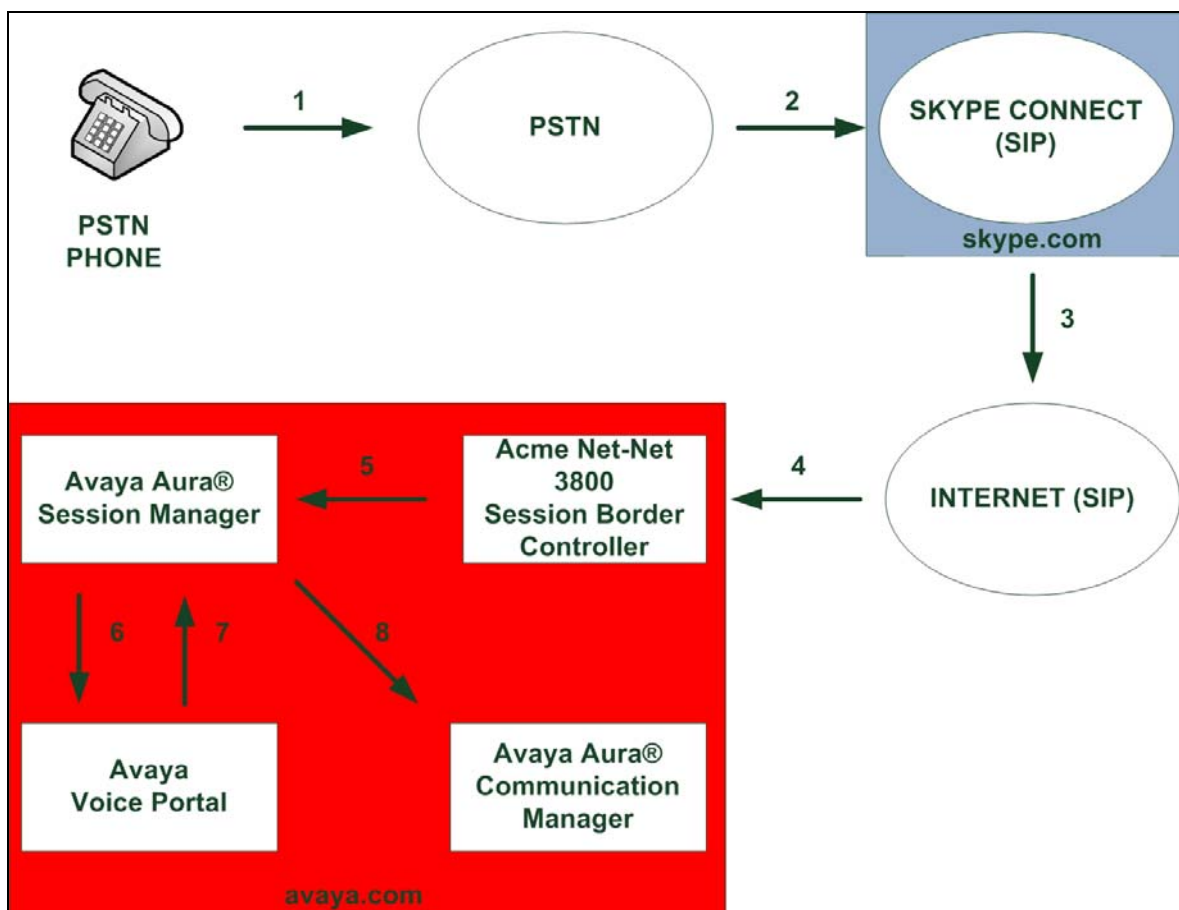 1
2
PSTN
SKYPE CONNECT
(SIP)
PSTN
PHONE
skype.com
3
Avaya Aura®
Session Manager
5
Acme Net-Net
3800
Session Border
Controller
4
INTERNET (SIP)
6
7
8
Avaya
Voice Portal
Avaya Aura®
Communication
Manager
avaya.com